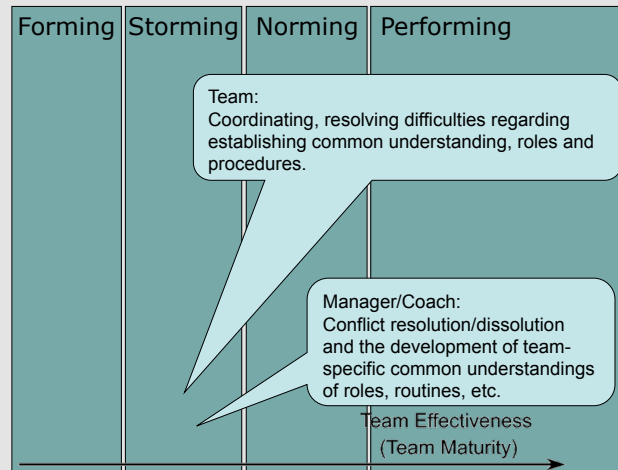 Forming Storming Norming Performing
Team:
Coordinating, resolving difficulties regarding
establishing common understanding, roles and
procedures.
Manager/Coach:
Conflict resolution/dissolution
and the development of team-
specific common understandings
of roles, routines, etc.
Team Effectiveness
(Team Maturity)